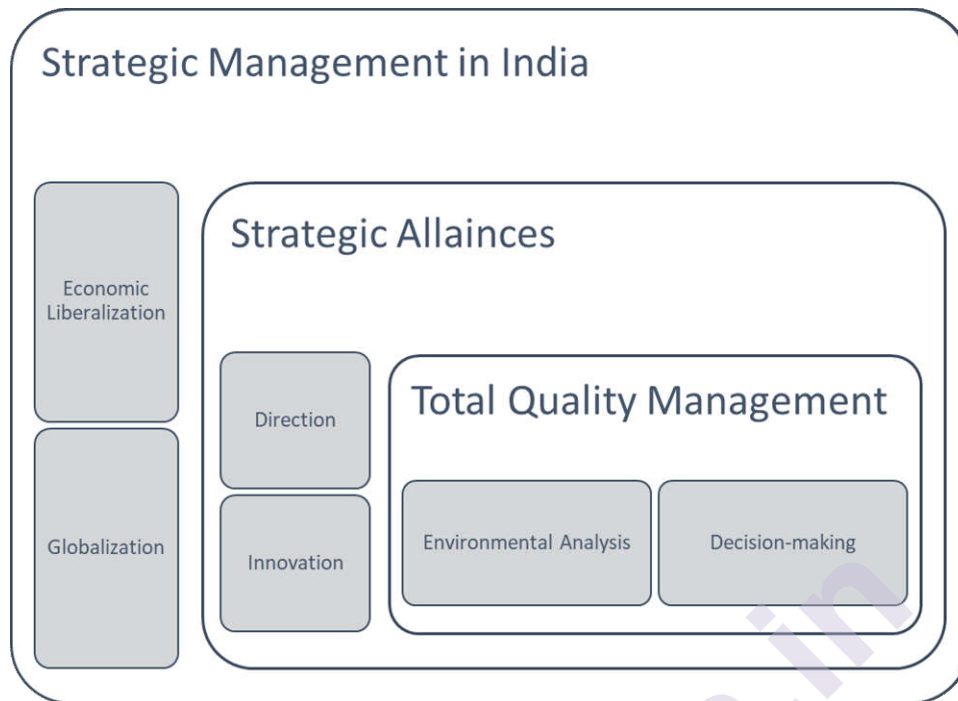 Strategic Management in India
Economic
Liberalization
Globalization
Strategic Allainces
Direction
Innovation
Total Quality Management
Environmental Analysis
Decision-making